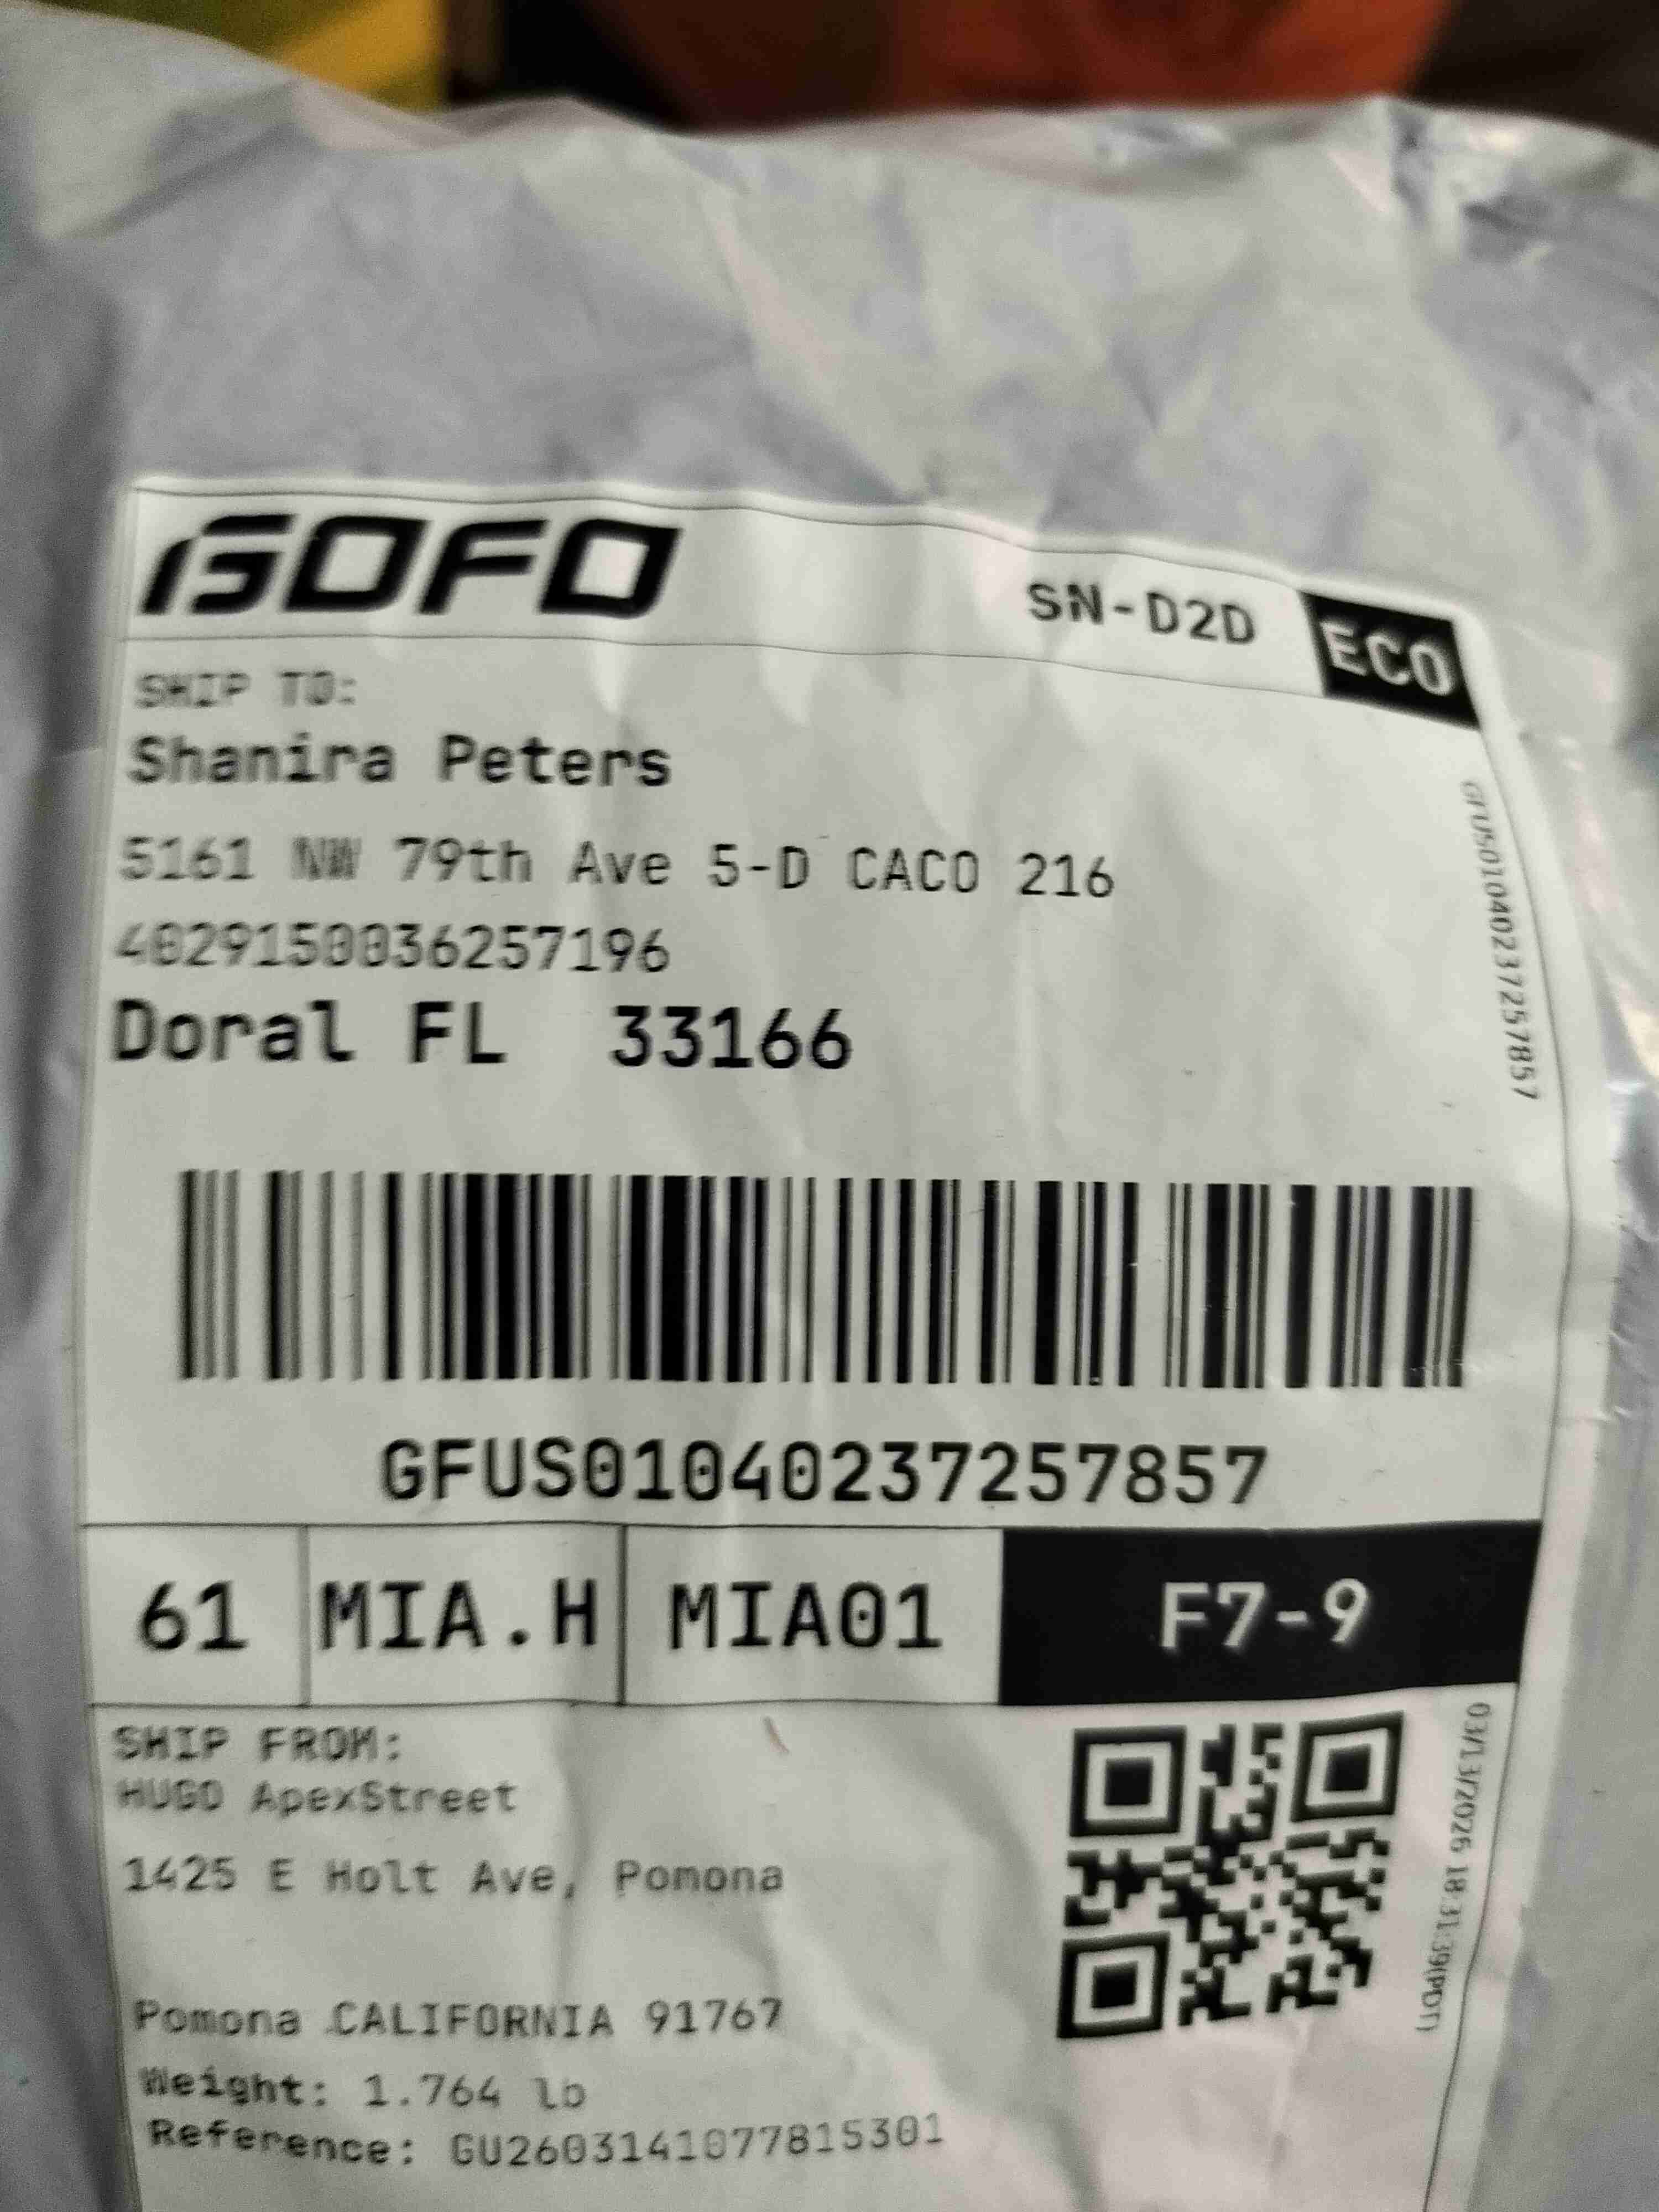 GOFO
SN-D2D
ECO
SHIP TO:
Shanira Peters
5161 NW 79th Ave 5-D CACO 216
4029150036257196
Doral FL 33166
GFUS01040237257857
GFUS01040237257857
61
MIA.H
MIA01
F7-9
SHIP FROM:
HUGO ApexStreet
1425 E Holt Ave, Pomona
Pomona CALIFORNIA 91767
Weight: 1.764 lb
Reference: GU2603141077815301
03/13/2026 18:31:39(PDT)